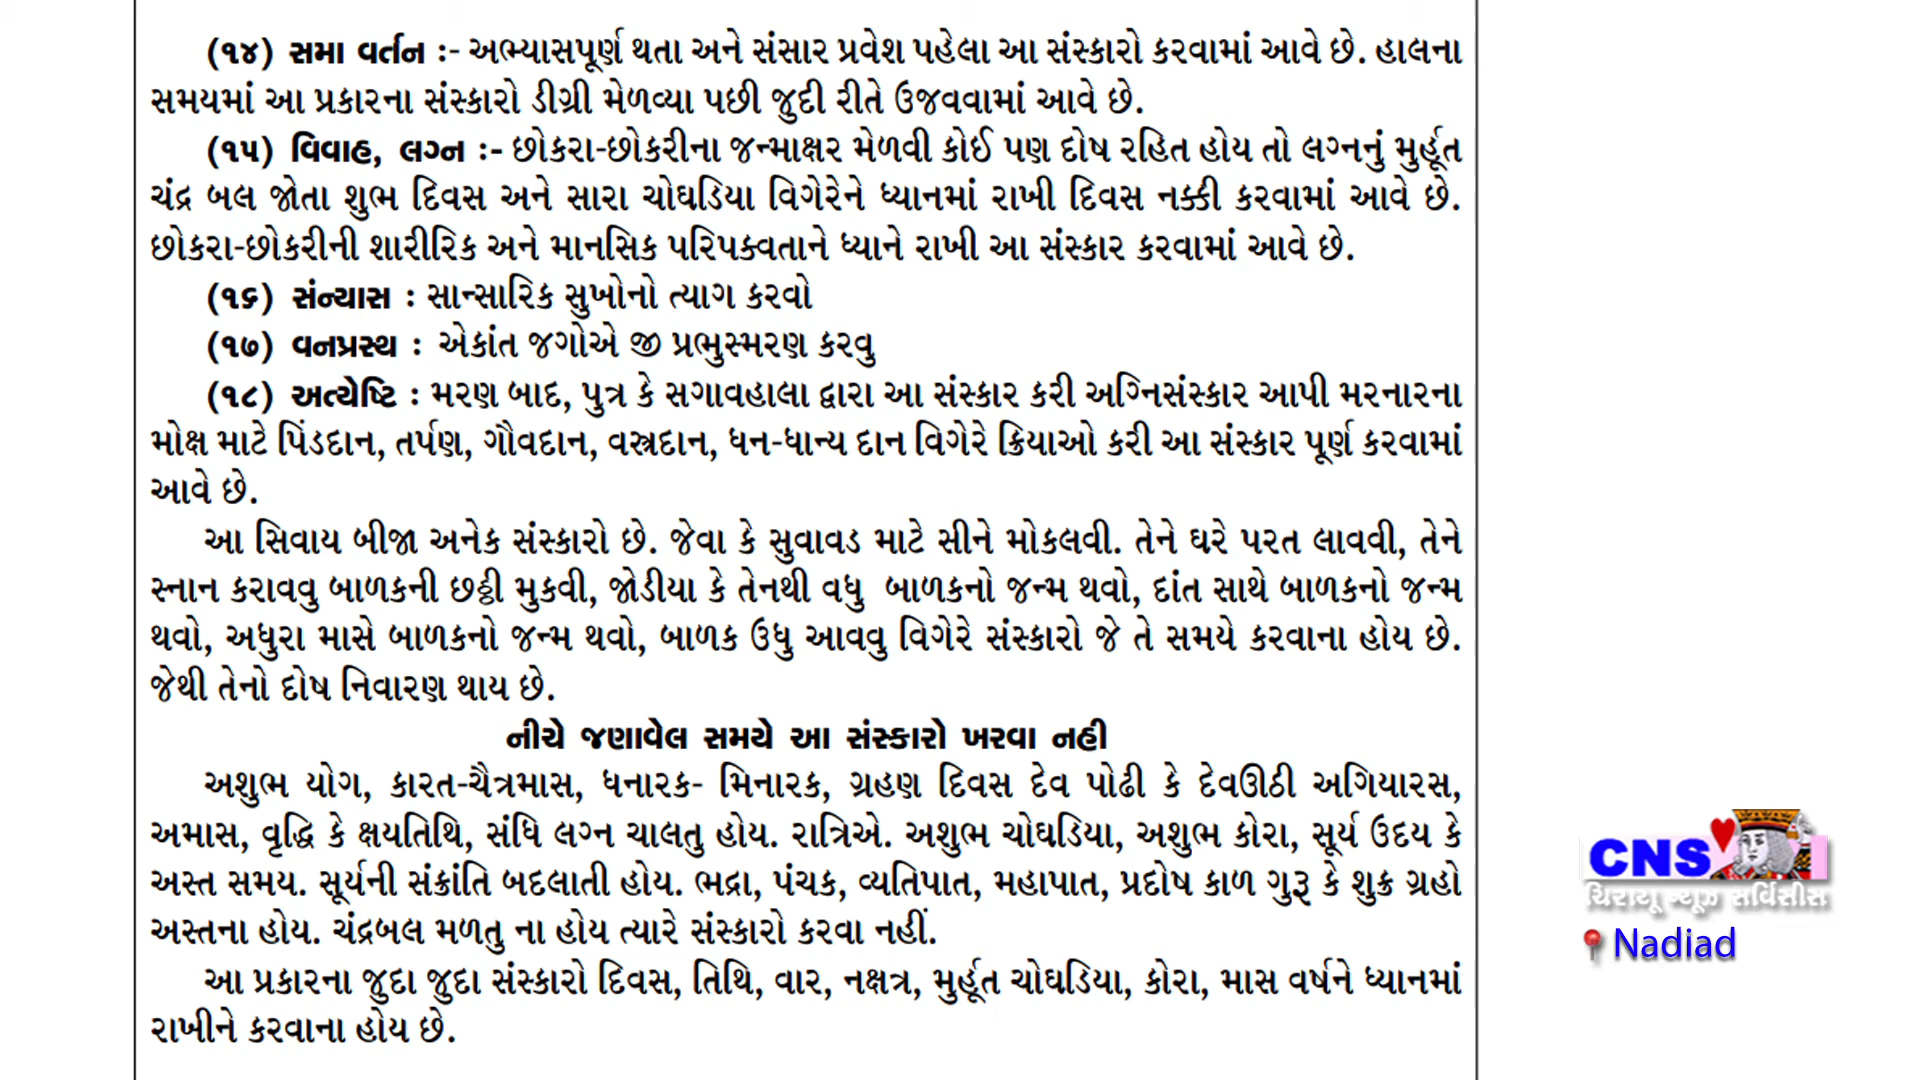 (૧૪) સમા વર્તન :- અભ્યાસપૂર્ણ થતા અને સંસાર પ્રવેશ પહેલા આ સંસ્કારો કરવામાં આવે છે. હાલના
સમયમાં આ પ્રકારના સંસ્કારો ડીગ્રી મેળવ્યા પછી જુદી રીતે ઉજવવામાં આવે છે.
(૧૫) વિવાહ, લગ્ન :- છોકરા-છોકરીના જન્માક્ષર મેળવી કોઈ પણ દોષ રહિત હોય તો લગ્નનું મુર્હૂત
ચંદ્ર બલ જોતા શુભ દિવસ અને સારા ચોઘડિયા વિગેરેને ધ્યાનમાં રાખી દિવસ નક્કી કરવામાં આવે છે.
છોકરા-છોકરીની શારીરિક અને માનસિક પરિપક્વતાને ધ્યાને રાખી આ સંસ્કાર કરવામાં આવે છે.
(૧૬) સંન્યાસ : સાન્સારિક સુખોનો ત્યાગ કરવો
(૧૭) વનપ્રસ્થ : એકાંત જગોએ જી પ્રભુસ્મરણ કરવુ
(૧૮) અત્યેષ્ટિ : મરણ બાદ, પુત્ર કે સગાવહાલા દ્વારા આ સંસ્કાર કરી અગ્નિસંસ્કાર આપી મરનારના
મોક્ષ માટે પિંડદાન, તર્પણ, ગૌવદાન, વસ્ત્રદાન, ધન-ધાન્ય દાન વિગેરે ક્રિયાઓ કરી આ સંસ્કાર પૂર્ણ કરવામાં
આવે છે.
આ સિવાય બીજા અનેક સંસ્કારો છે. જેવા કે સુવાવડ માટે સીને મોકલવી. તેને ઘરે પરત લાવવી, તેને
સ્નાન કરાવવુ બાળકની છઠ્ઠી મુકવી, જોડીયા કે તેનથી વધુ બાળકનો જન્મ થવો, દાંત સાથે બાળકનો જન્મ
થવો, અધુરા માસે બાળકનો જન્મ થવો, બાળક ઉધુ આવવુ વિગેરે સંસ્કારો જે તે સમયે કરવાના હોય છે.
જેથી તેનો દોષ નિવારણ થાય છે.
નીચે જણાવેલ સમયે આ સંસ્કારો ખરવા નહી
અશુભ યોગ, કારત-ચૈત્રમાસ, ધનારક- મિનારક, ગ્રહણ દિવસ દેવ પોઢી કે દેવઊઠી અગિયારસ,
અમાસ, વૃદ્ધિ કે ક્ષયતિથિ, સંધિ લગ્ન ચાલતુ હોય. રાત્રિએ. અશુભ ચોઘડિયા, અશુભ કોરા, સૂર્ય ઉદય કે
અસ્ત સમય. સૂર્યની સંક્રાંતિ બદલાતી હોય. ભદ્રા, પંચક, વ્યતિપાત, મહાપાત, પ્રદોષ કાળ ગુરૂ કે શુક્ર ગ્રહો
અસ્તના હોય. ચંદ્રબલ મળતુ ના હોય ત્યારે સંસ્કારો કરવા નહીં.
આ પ્રકારના જુદા જુદા સંસ્કારો દિવસ, તિથિ, વાર, નક્ષત્ર, મુર્હૂત ચોઘડિયા, કોરા, માસ વર્ષને ધ્યાનમાં
રાખીને કરવાના હોય છે.
CNS
ચિરાયૂ ન્યૂઝ સર્વિસીસ
Nadiad